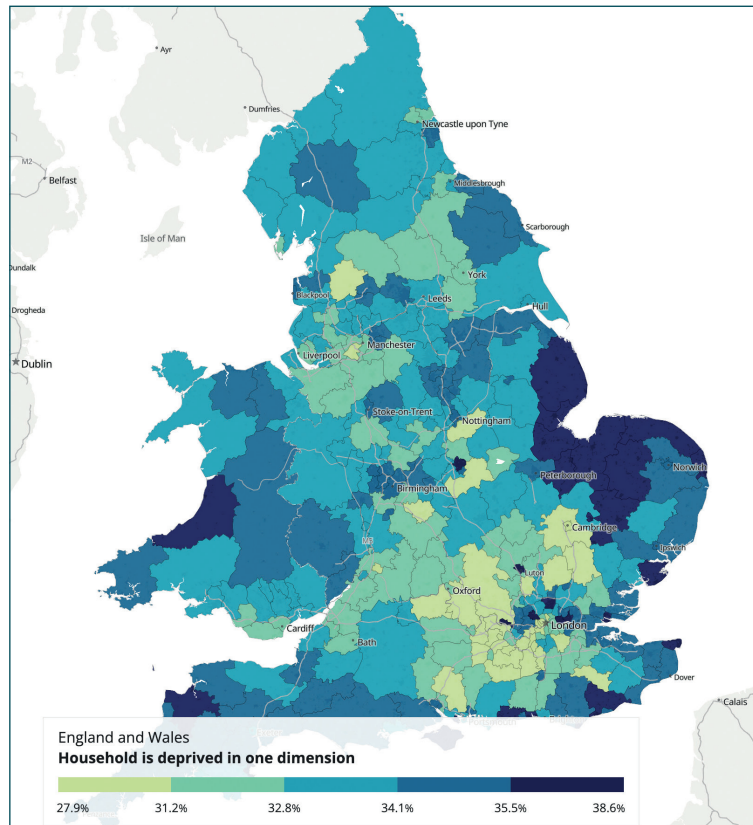 Ayr
Dumfries
Newcastle upon Tyne
M2
Belfast
Middlesbrough
Isle of Man
Scarborough
Dundalk
York
Blackpool
Leeds
Hull
Drogheda
Manchester
Liverpool
Dublin
Stoke-on-Trent
Nottingham
Norwich
Peterborough
Birmingham
Cambridge
M5
Ipswich
Luton
Oxford
London
Cardiff
Bath
Dover
Calais
England and Wales
Household is deprived in one dimension
27.9% 31.2% 32.8% 34.1% 35.5% 38.6%